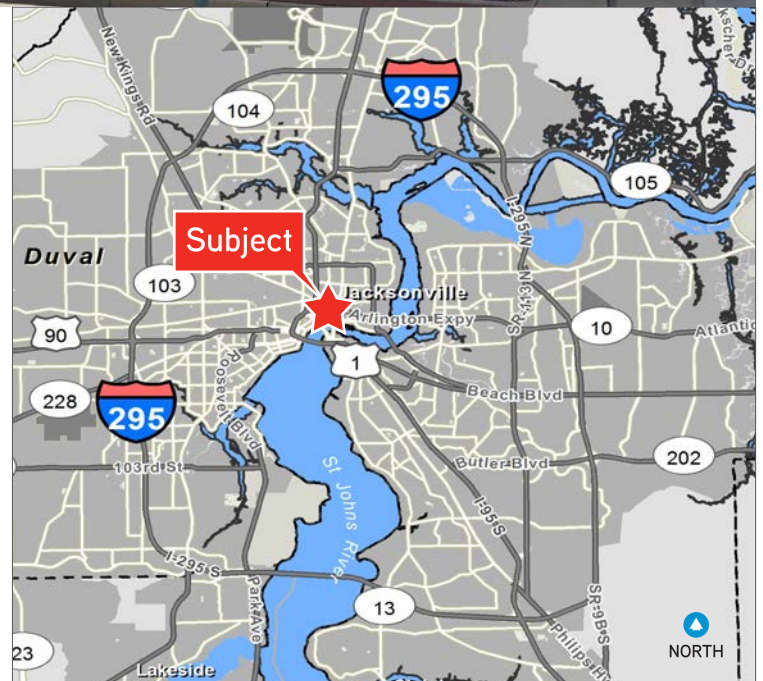 New Kings Rd
kscher D
295
104
105
I-295 N
Subject
Duval
103
Jacksonville
SR-113 N
Arlington Expy
10
90
Atlantic
1
Roosevelt Blvd
Beach Blvd
228
295
202
103rd St
Butler Blvd
St Johns River
I-95 S
I-295 S
Park Ave
13
SR-9B S
Philips Hw
23
NORTH
Lakeside